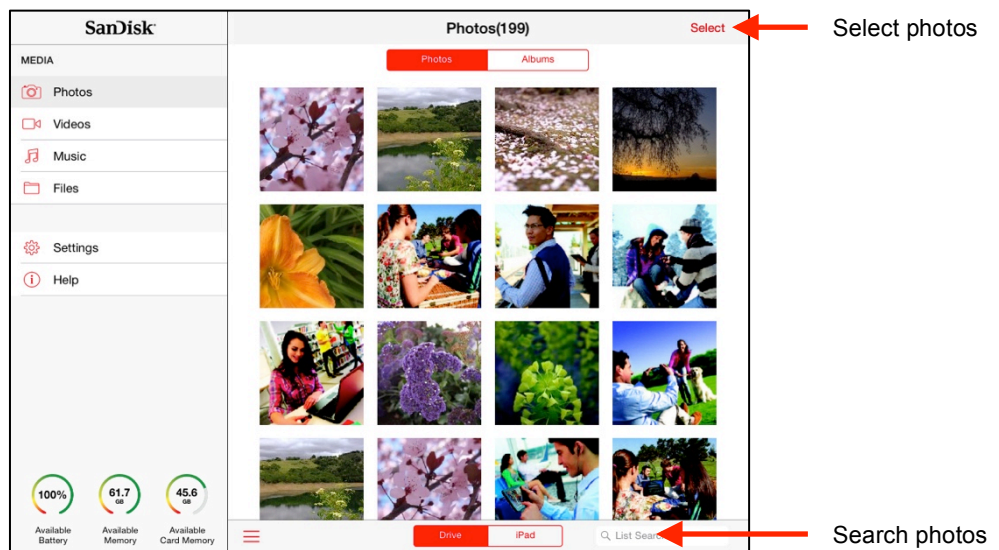 SanDisk
Photos(199)
Select
Select photos
MEDIA
Photos
Albums
Photos
Videos
Music
Files
Settings
Help
100%
61.7
GB
45.6
GB
Available
Battery
Available
Memory
Available
Card Memory
Drive
iPad
List
Search photos